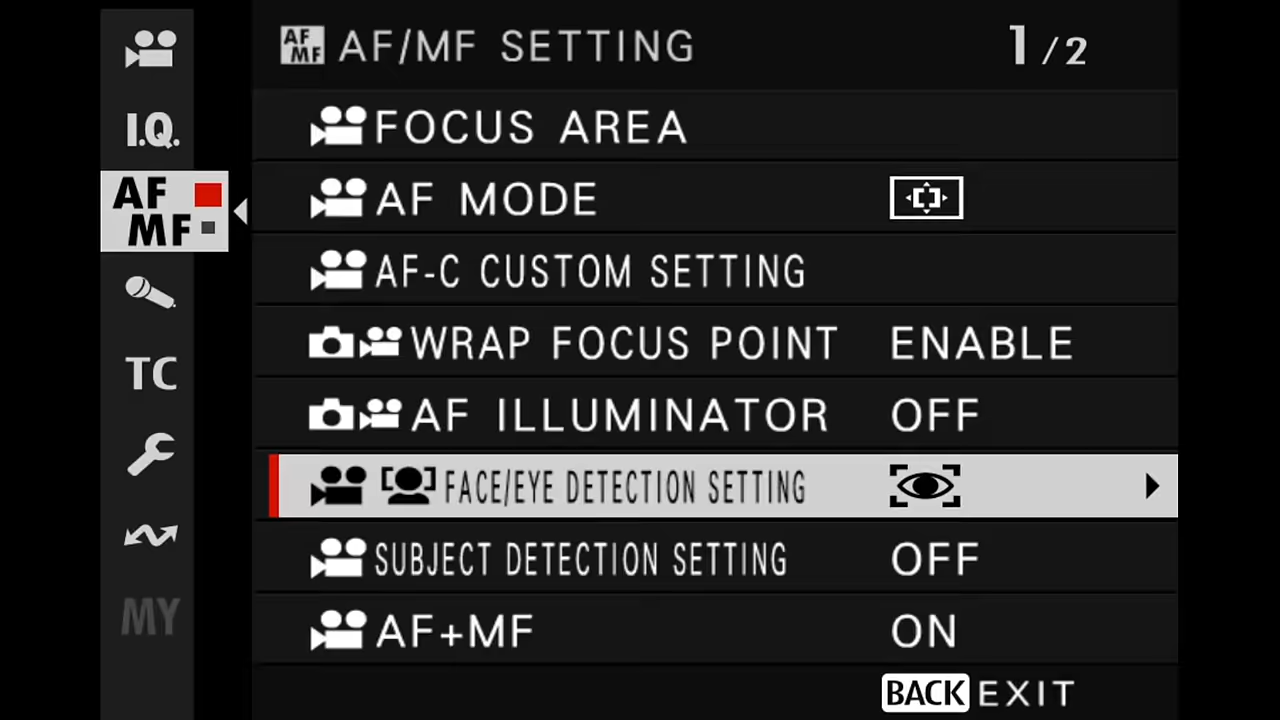 AF MF AF/MF SETTING 1/2
I.Q.
AF MF
TC
MY
FOCUS AREA
AF MODE
AF-C CUSTOM SETTING
WRAP FOCUS POINT ENABLE
AF ILLUMINATOR OFF
FACE/EYE DETECTION SETTING
SUBJECT DETECTION SETTING OFF
AF+MF ON
BACK EXIT